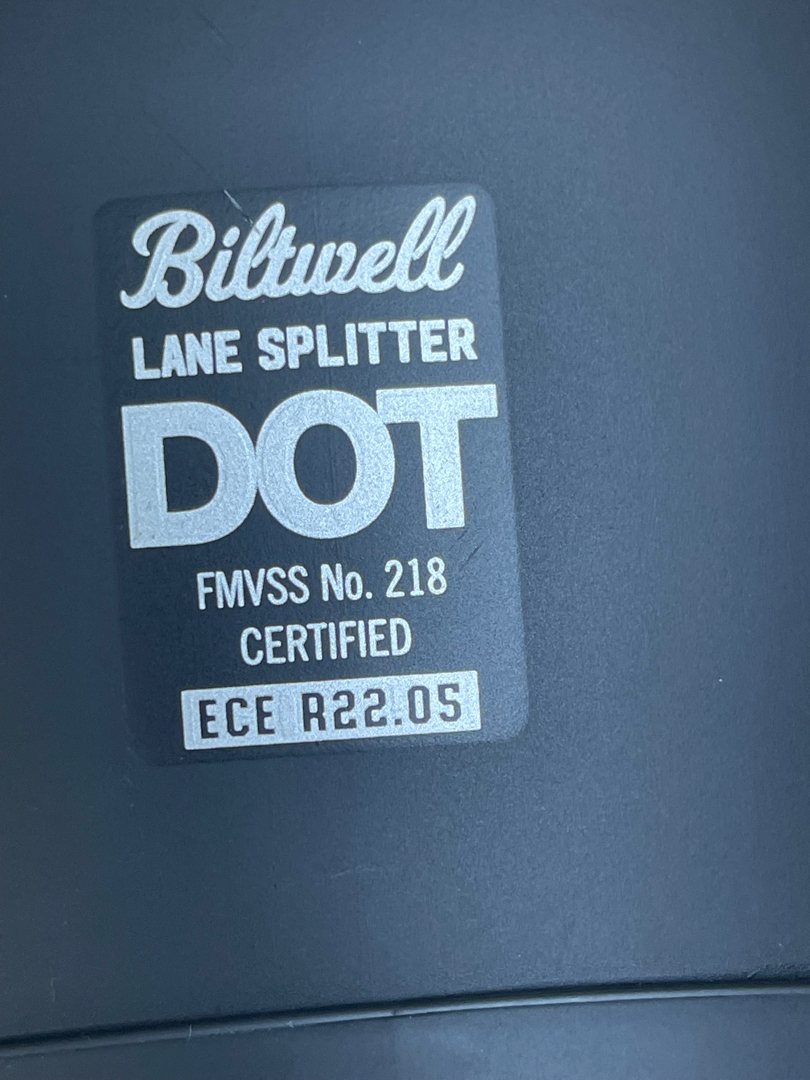 Biltwell
LANE SPLITTER
DOT
FMVSS No. 218
CERTIFIED
ECE R22.05